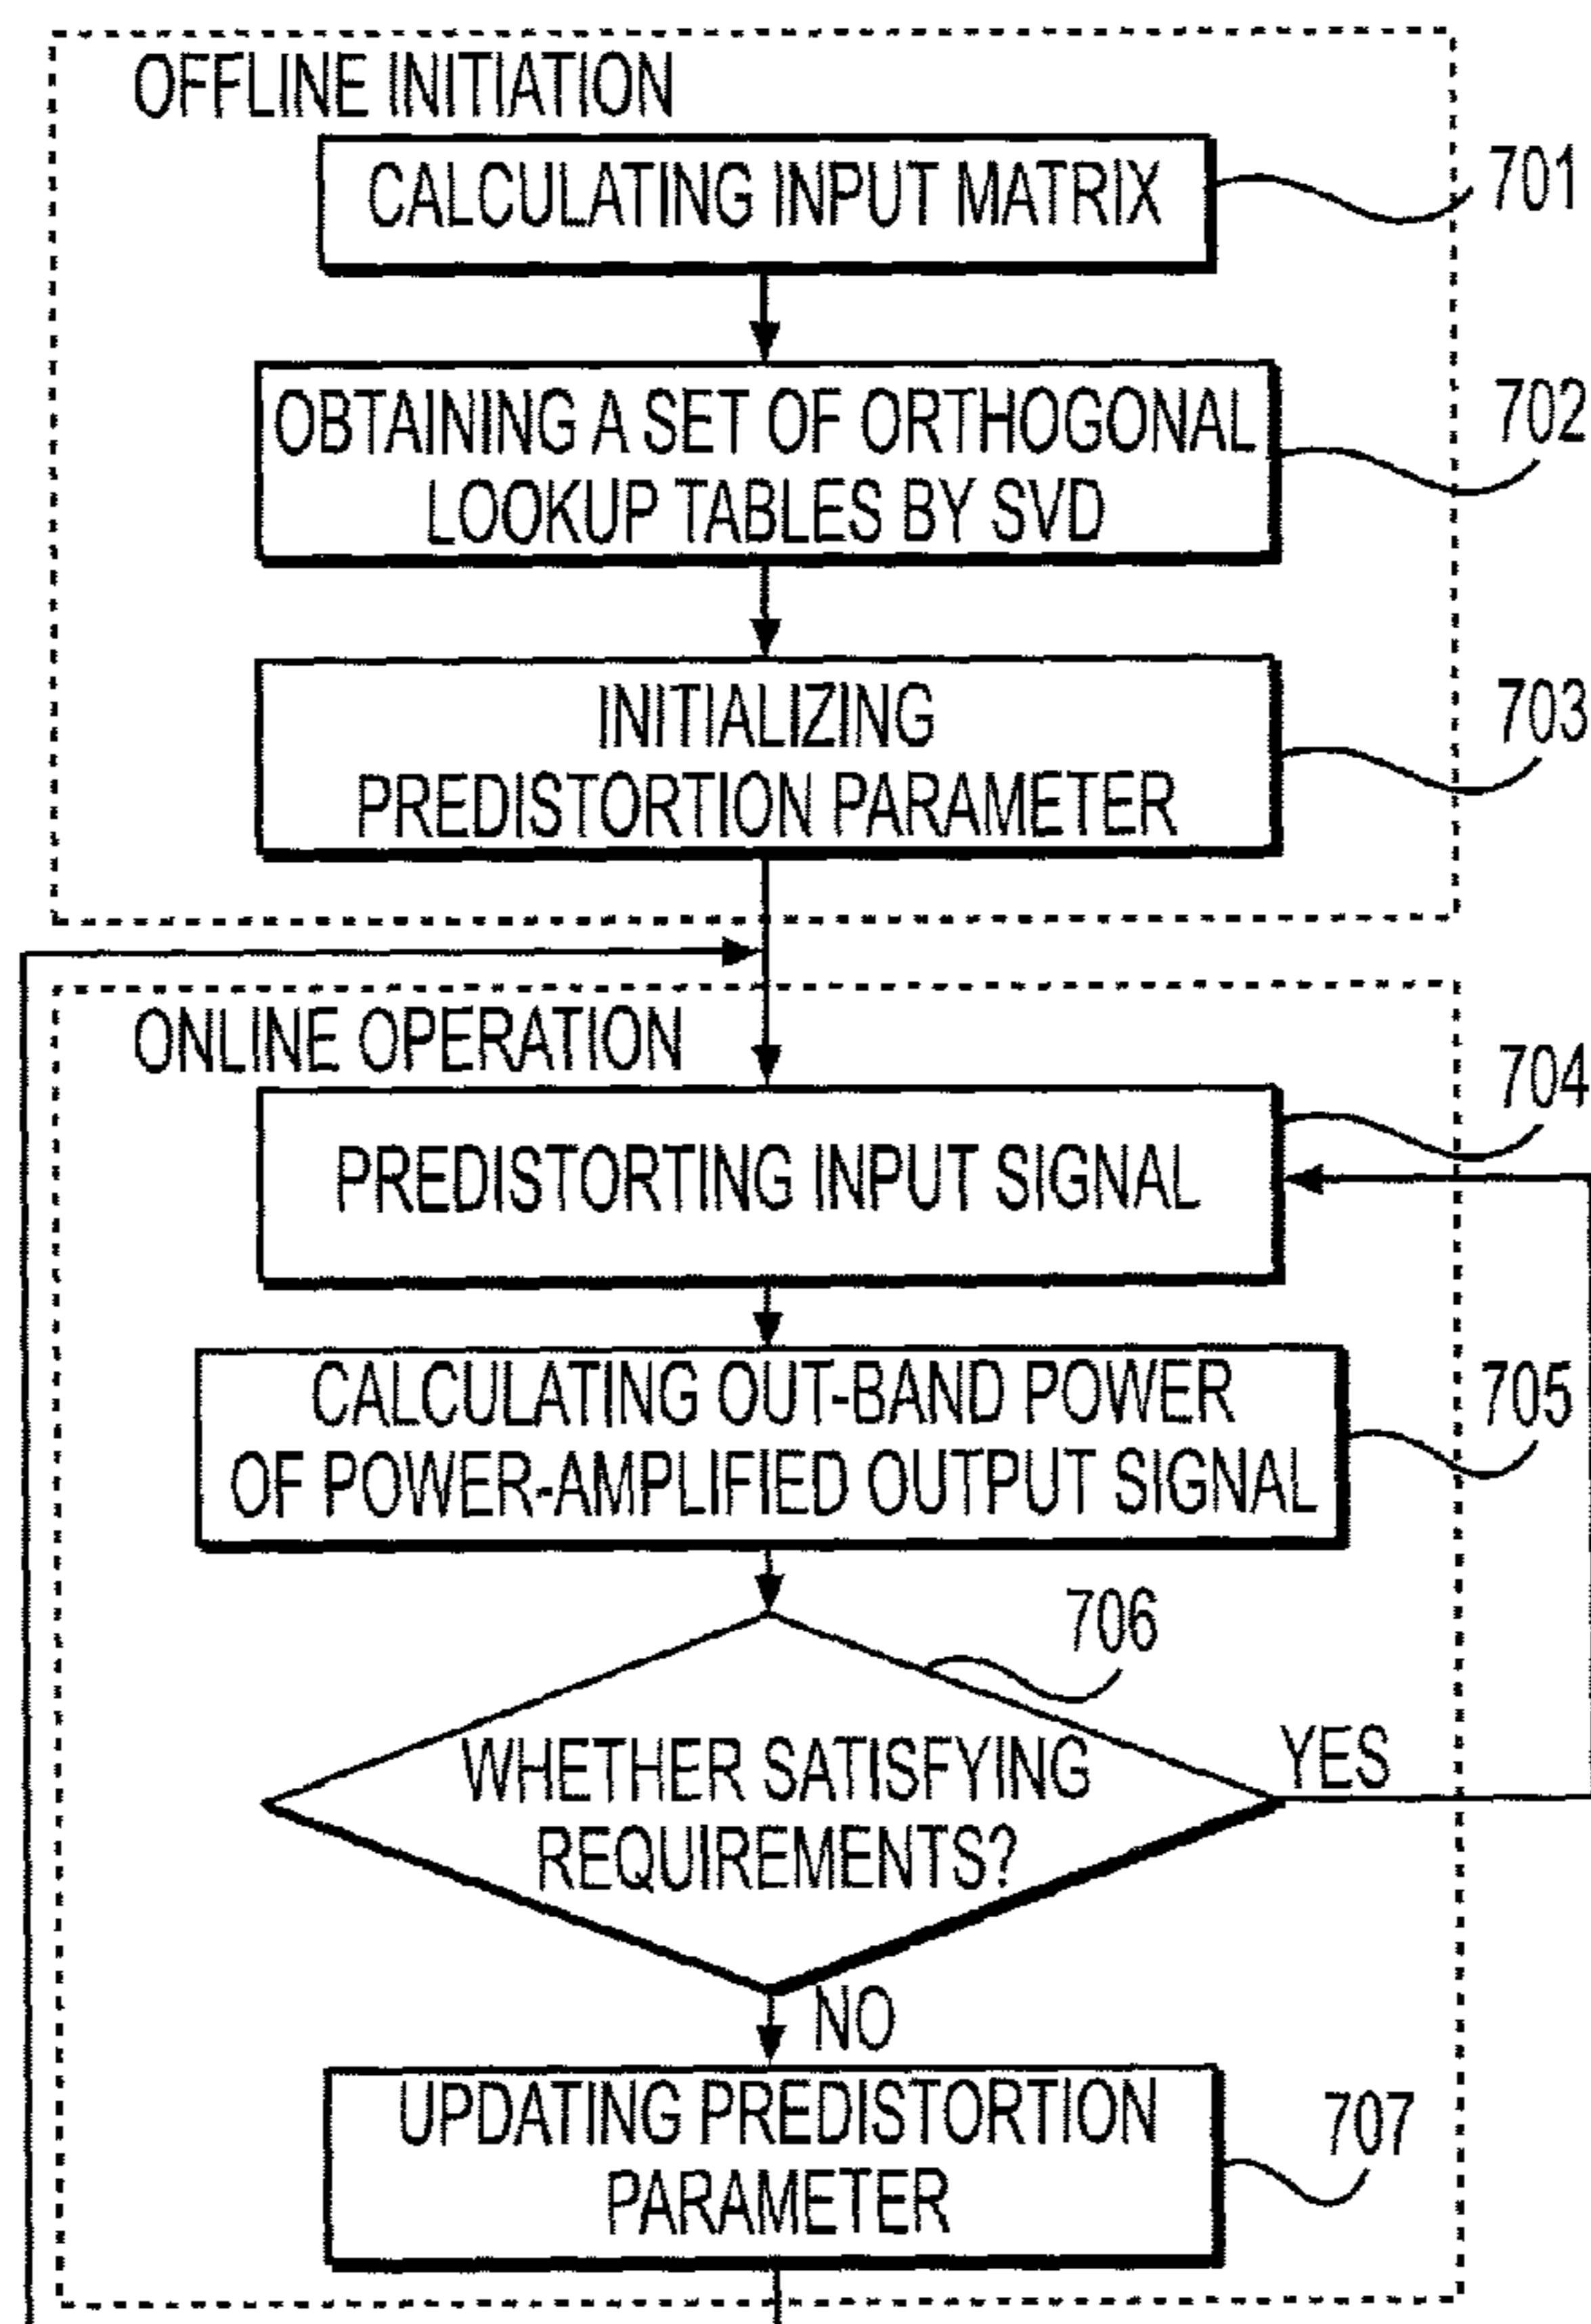 OFFLINE INITIATION
CALCULATING INPUT MATRIX
701
OBTAINING A SET OF ORTHOGONAL
LOOKUP TABLES BY SVD
702
INITIALIZING
PREDISTORTION PARAMETER
703
ONLINE OPERATION
PREDISTORTING INPUT SIGNAL
704
CALCULATING OUT-BAND POWER
OF POWER-AMPLIFIED OUTPUT SIGNAL
705
706
WHETHER SATISFYING
REQUIREMENTS?
YES
NO
UPDATING PREDISTORTION
PARAMETER
707